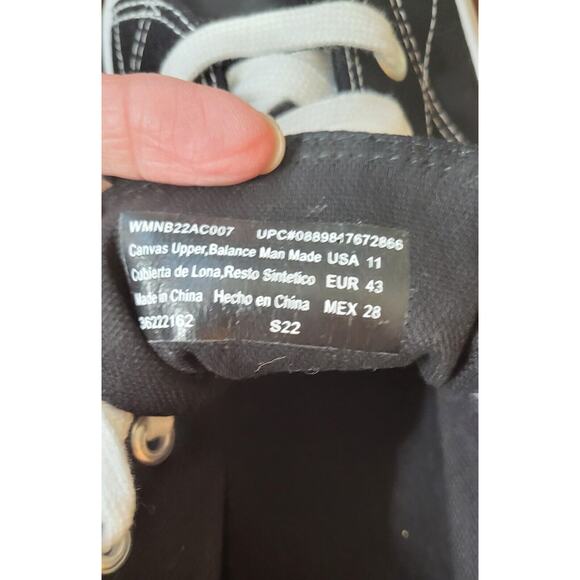 WMNB22AC007 UPC#0889817672866
Canvas Upper,Balance Man Made USA 11
Cubierta de Lona,Resto Sintetico EUR 43
Made in China Hecho en China MEX 28
36222162 S22